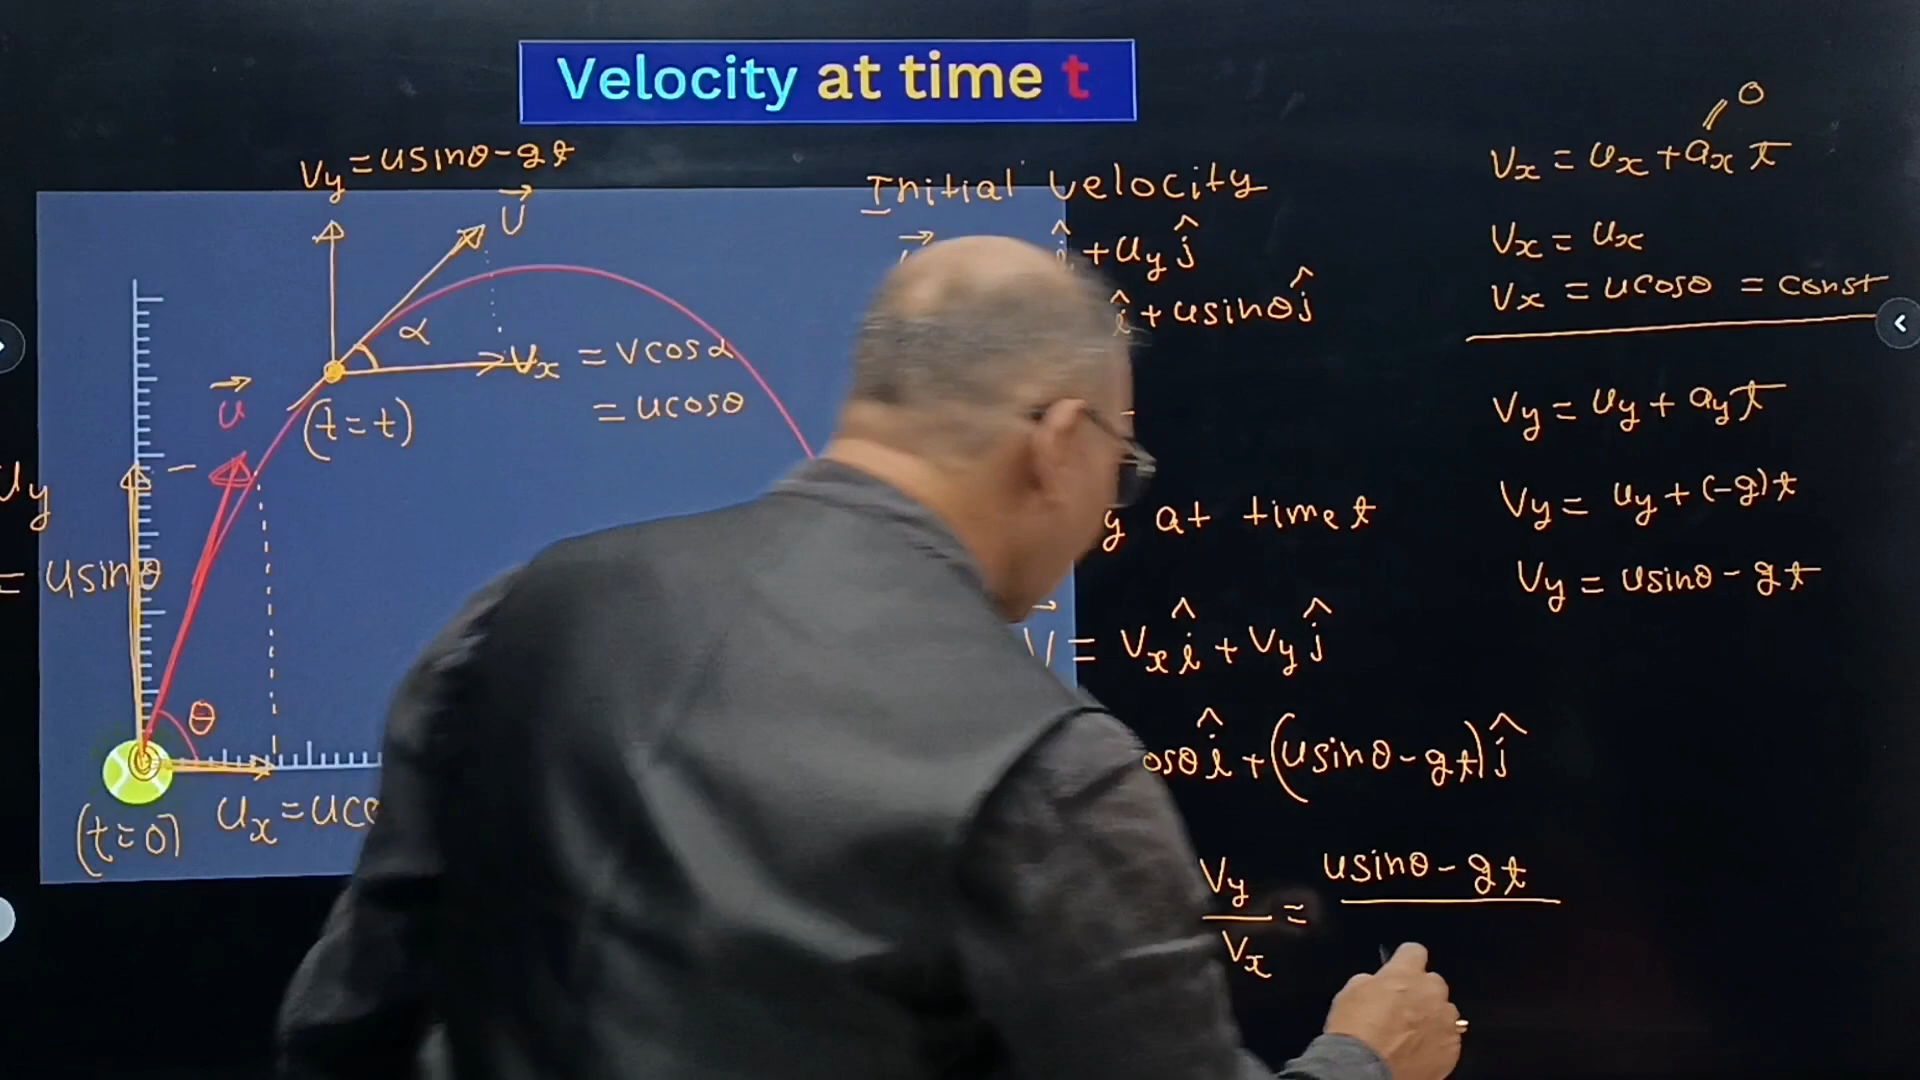 Velocity at time t
Vy = usinθ - gt
V
α
Vx = Vcosα
= ucosθ
(t = t)
u
uy
= usinθ
θ
(t = 0)
Ux = uco
Initial velocity
î + uy ĵ
î + usinθ ĵ
y at time t
V = Vx î + Vy ĵ
osθ î + (usinθ - gt) ĵ
Vy / Vx = usinθ - gt
Vx = ux + ax t
0
Vx = ux
Vx = ucosθ = const
Vy = uy + ay t
Vy = uy + (-g)t
Vy = usinθ - gt